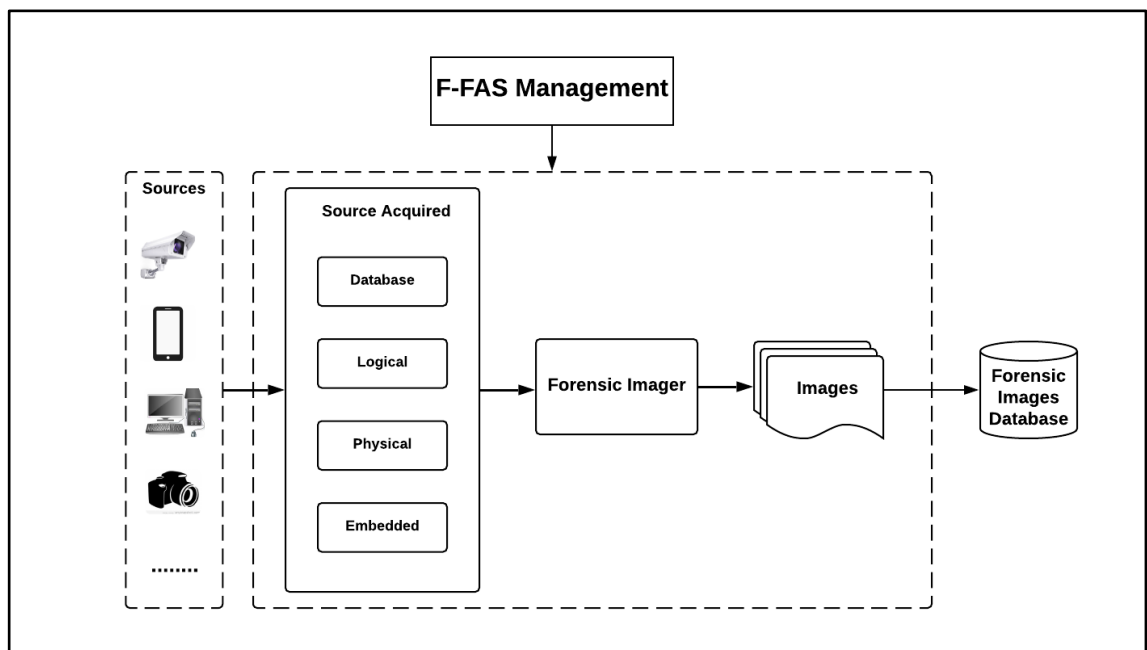 F-FAS Management
Sources
........
Source Acquired
Database
Logical
Physical
Embedded
Forensic Imager
Images
Forensic
Images
Database